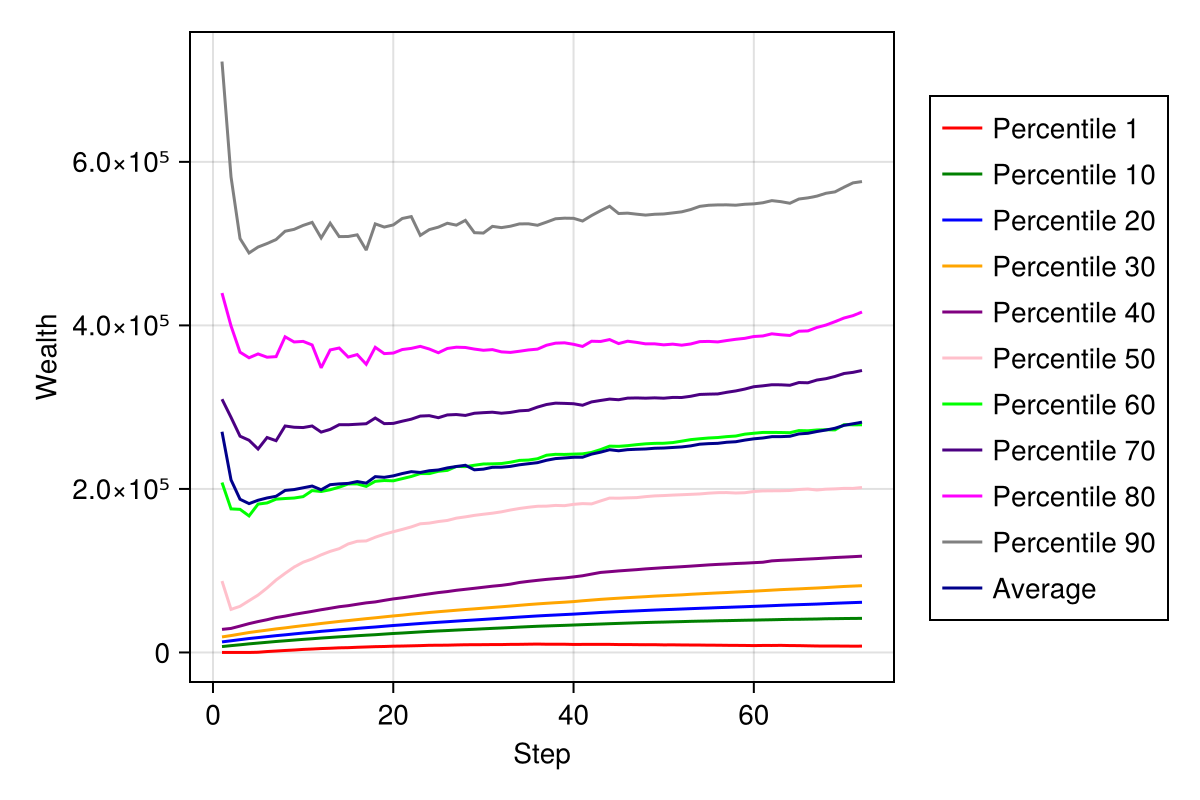 Wealth
6.0×10⁵
4.0×10⁵
2.0×10⁵
0
0 20 40 60
Step
Percentile 1
Percentile 10
Percentile 20
Percentile 30
Percentile 40
Percentile 50
Percentile 60
Percentile 70
Percentile 80
Percentile 90
Average